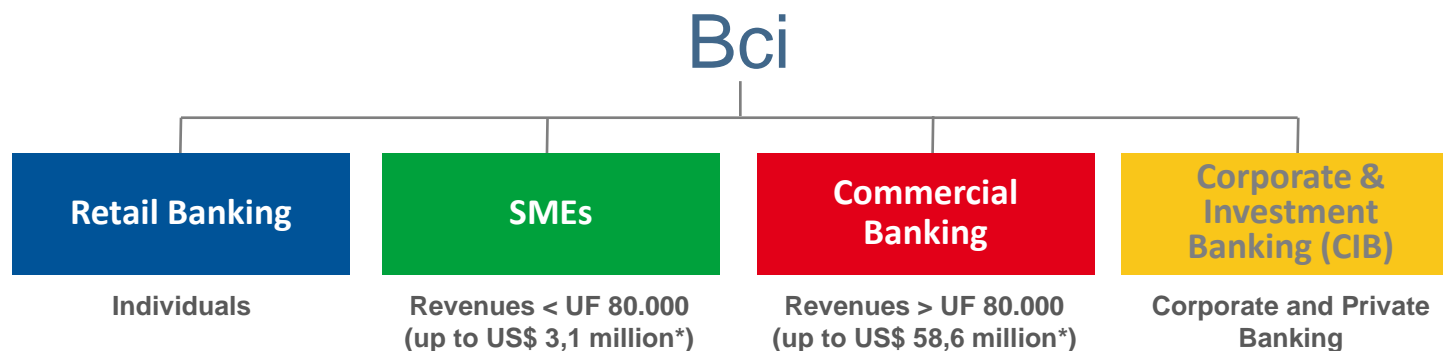 Bci
Retail Banking
SMEs
Commercial
Banking
Corporate &
Investment
Banking (CIB)
Individuals
Revenues < UF 80.000
(up to US$ 3,1 million*)
Revenues > UF 80.000
(up to US$ 58,6 million*)
Corporate and Private
Banking